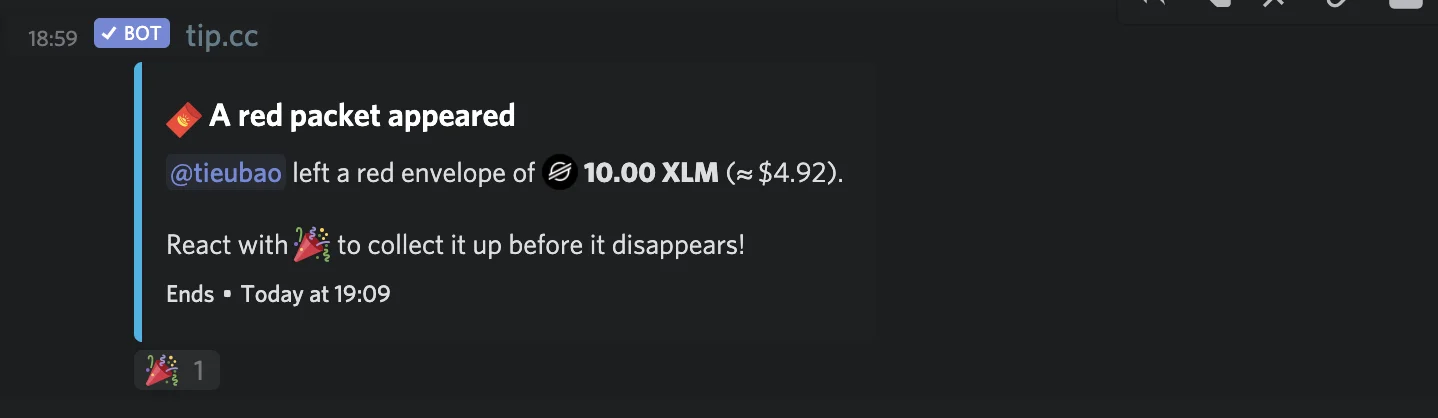 18:59 ✓ BOT tip.cc
🧧 A red packet appeared
@tieubao left a red envelope of 10.00 XLM (≈ $4.92).
React with 🎉 to collect it up before it disappears!
Ends • Today at 19:09
🎉 1